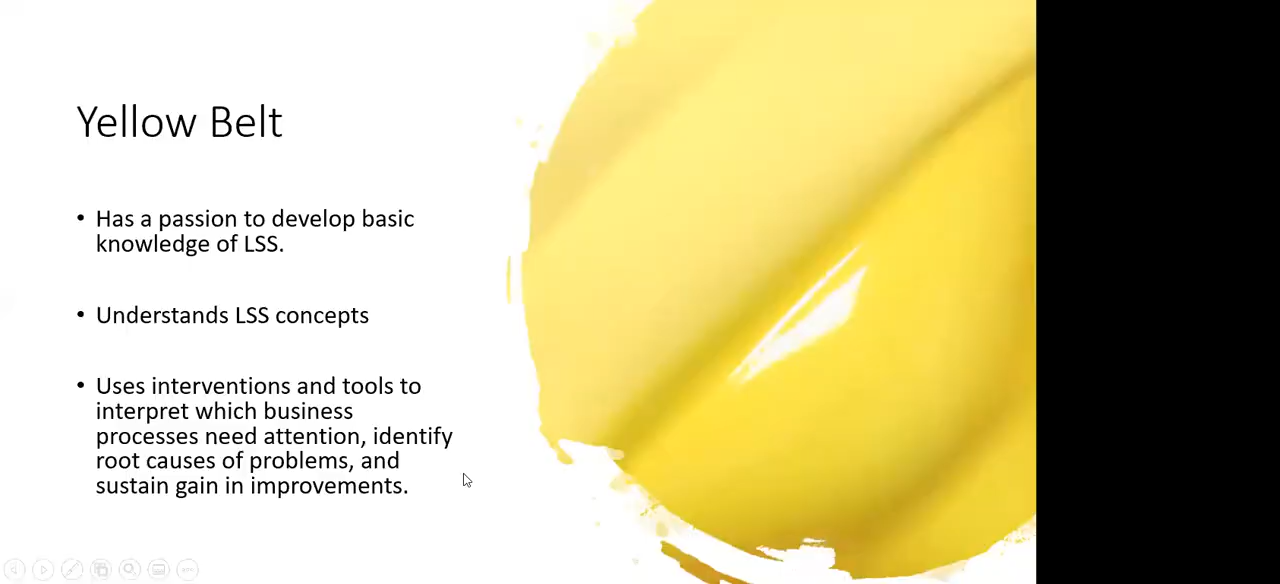 Yellow Belt
• Has a passion to develop basic
knowledge of LSS.
• Understands LSS concepts
• Uses interventions and tools to
interpret which business
processes need attention, identify
root causes of problems, and
sustain gain in improvements.